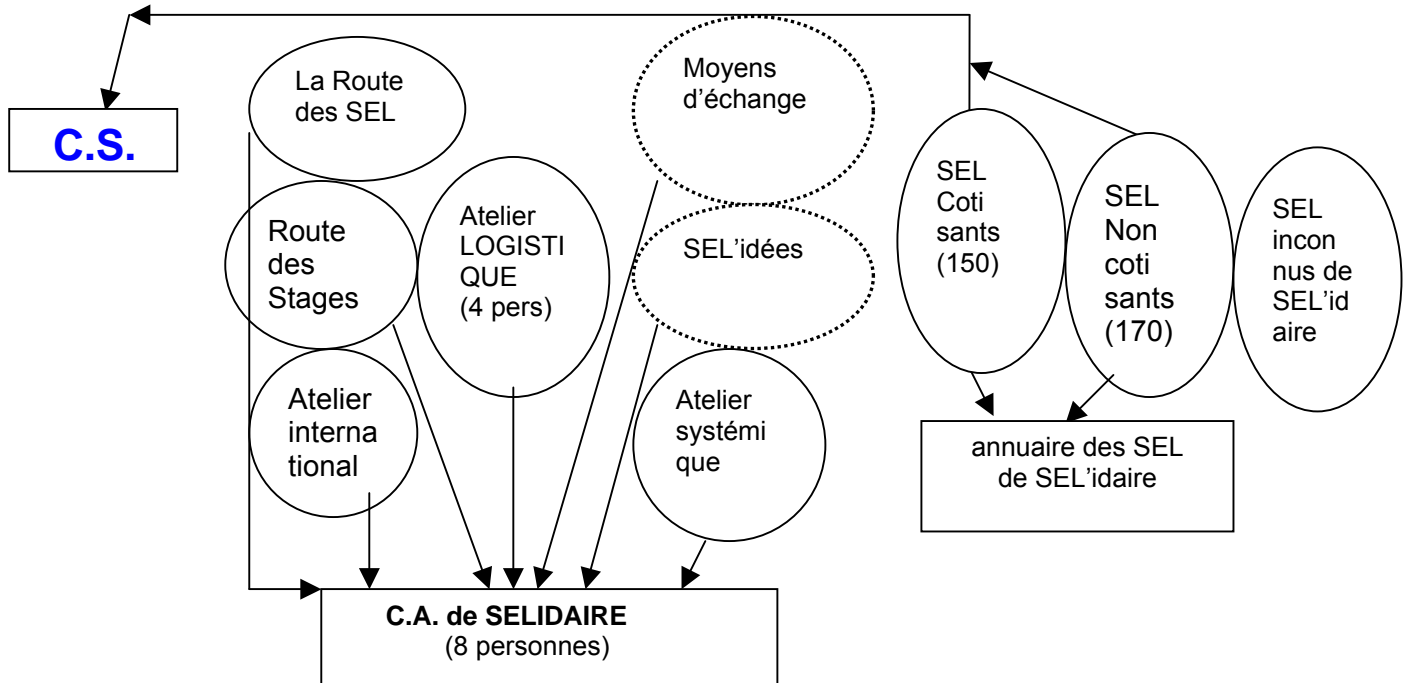 C.S.
La Route
des SEL
Moyens
d'échange
SEL
Coti
sants
(150)
SEL
Non
coti
sants
(170)
SEL
incon
nus de
SEL'id
aire
Route
des
Stages
Atelier
LOGISTI
QUE
(4 pers)
SEL'idées
Atelier
interna
tional
Atelier
systémi
que
annuaire des SEL
de SEL'idaire
C.A. de SELIDAIRE
(8 personnes)